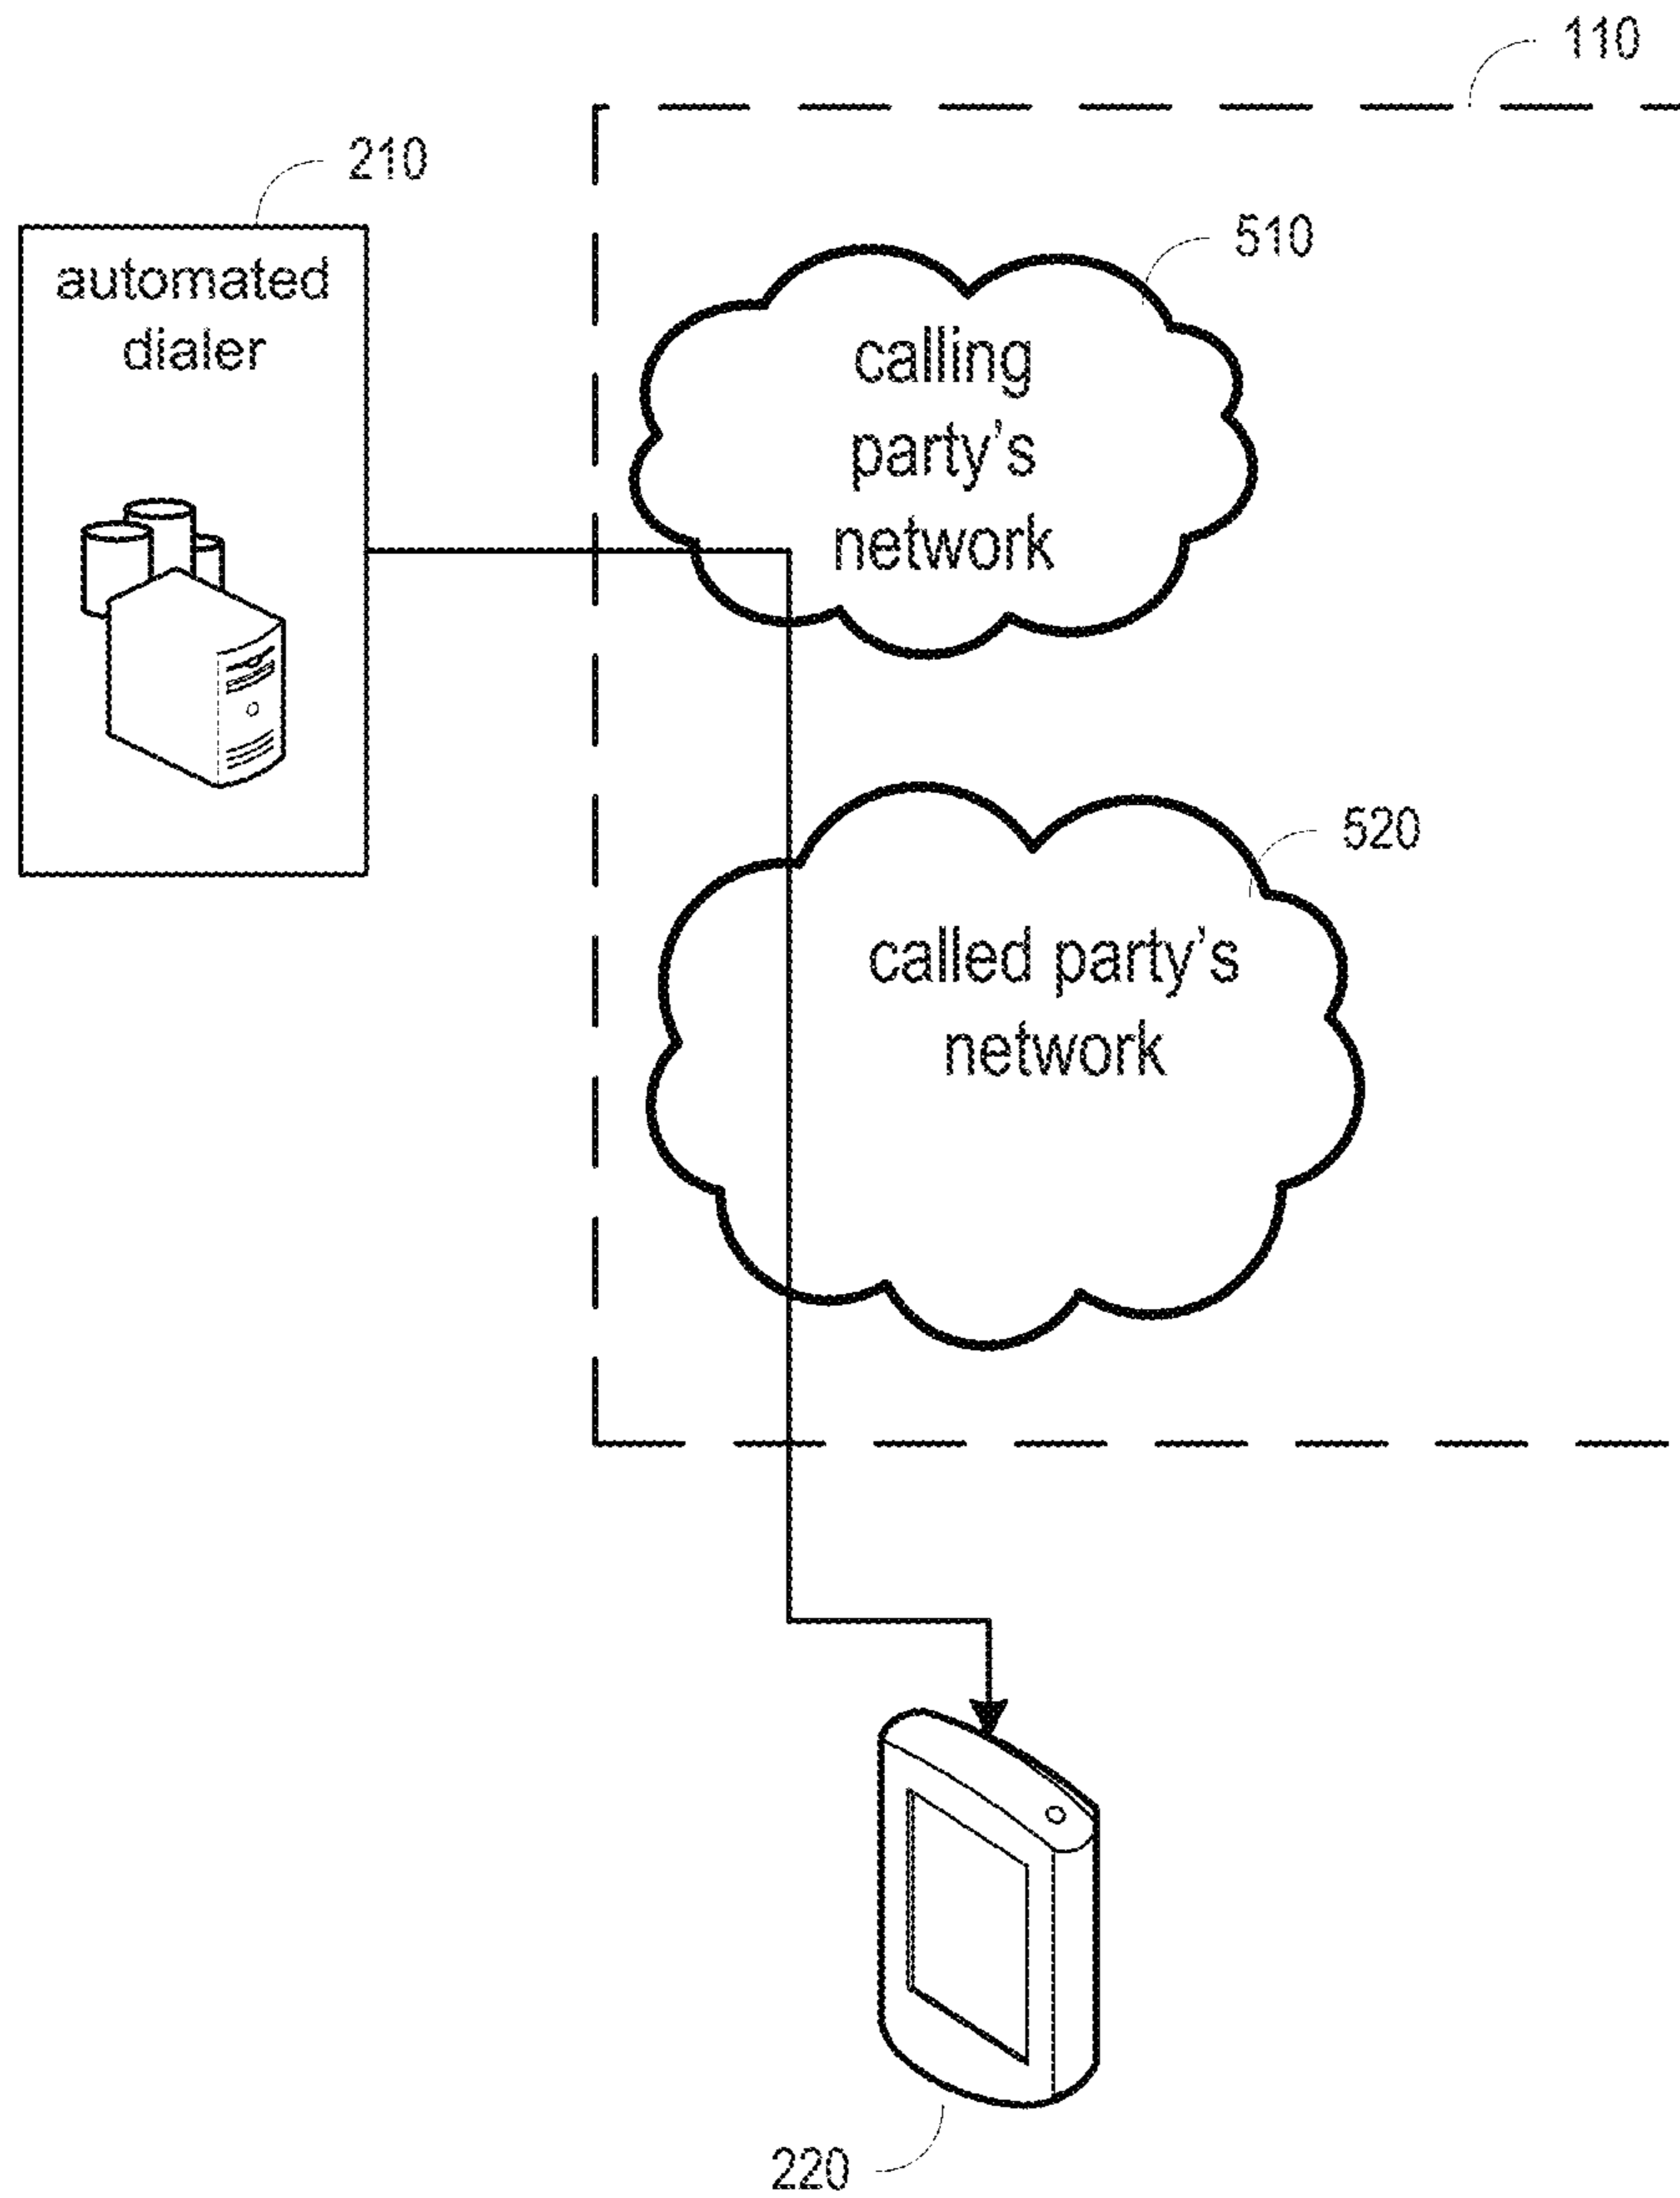 110
210
automated
dialer
510
calling
party's
network
520
called party's
network
220